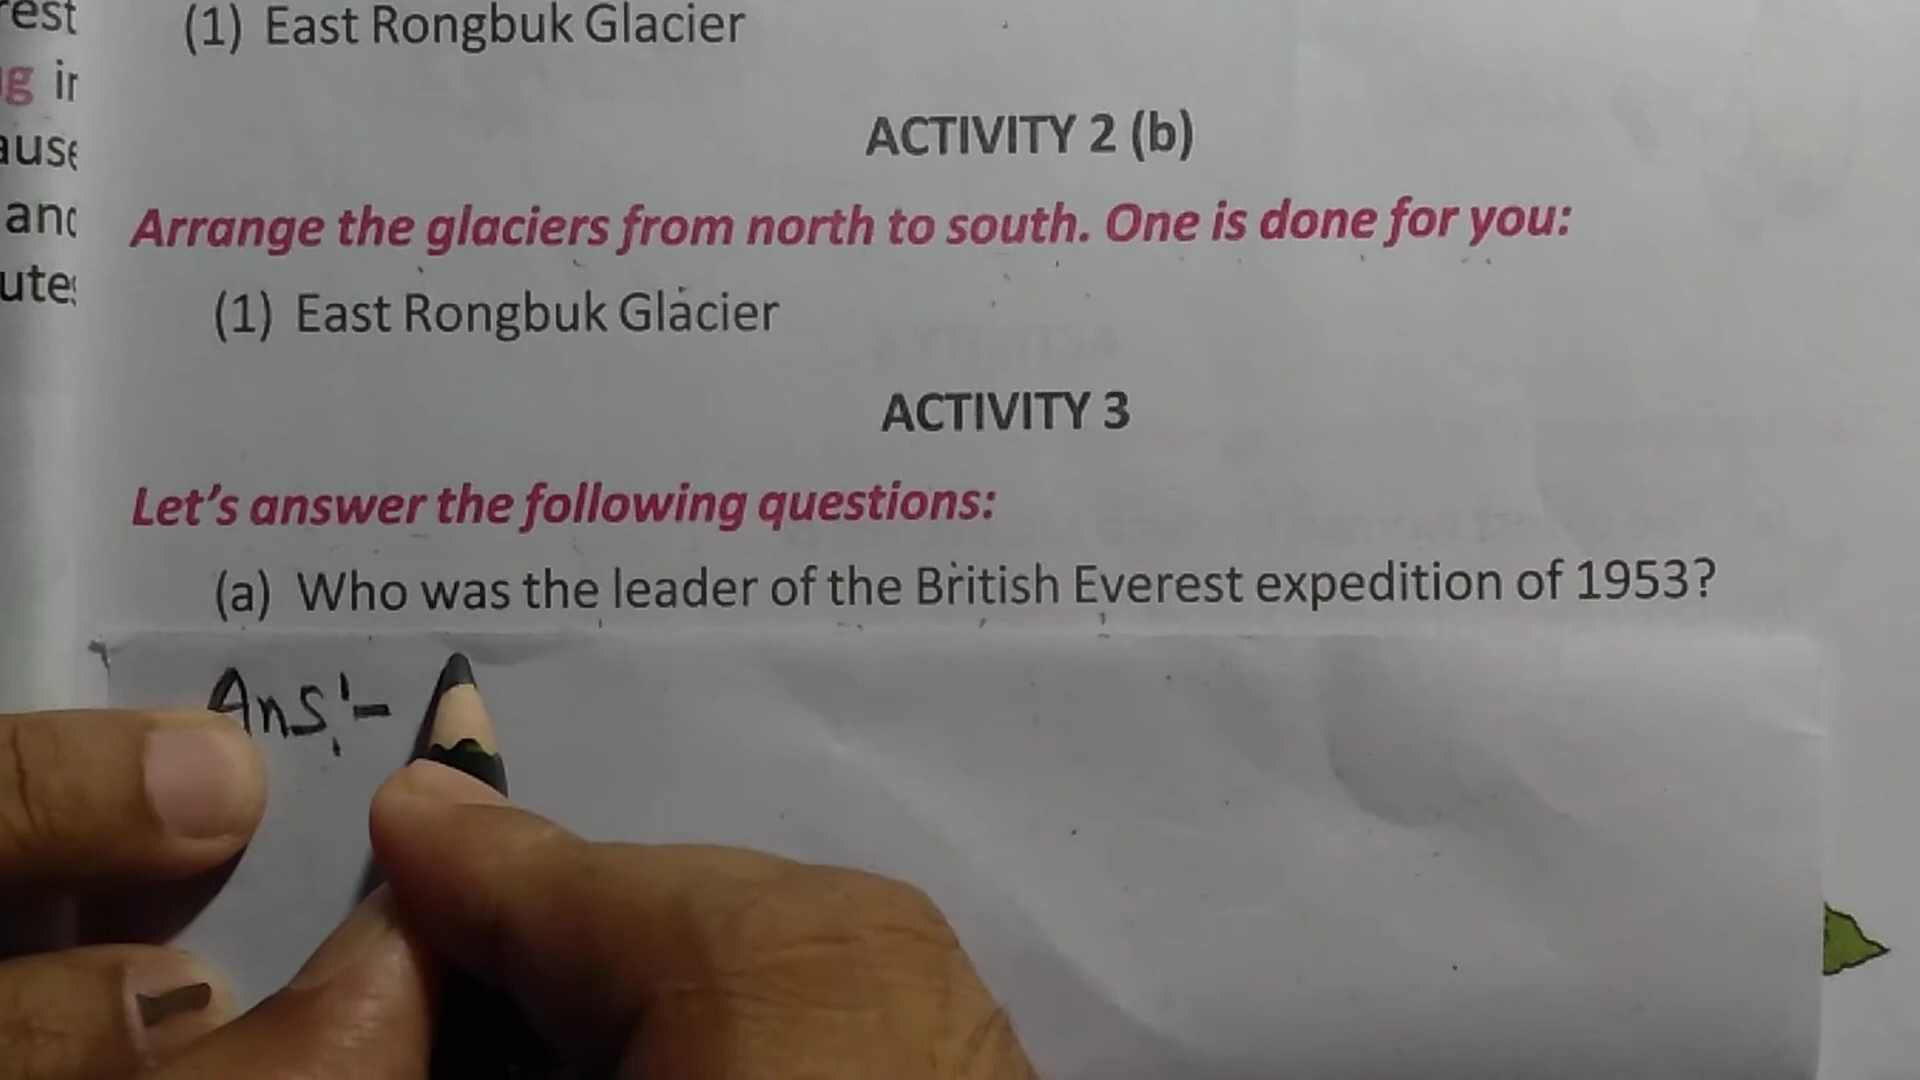 (1) East Rongbuk Glacier
ACTIVITY 2 (b)
Arrange the glaciers from north to south. One is done for you:
(1) East Rongbuk Glacier
ACTIVITY 3
Let's answer the following questions:
(a) Who was the leader of the British Everest expedition of 1953?
Ans:-